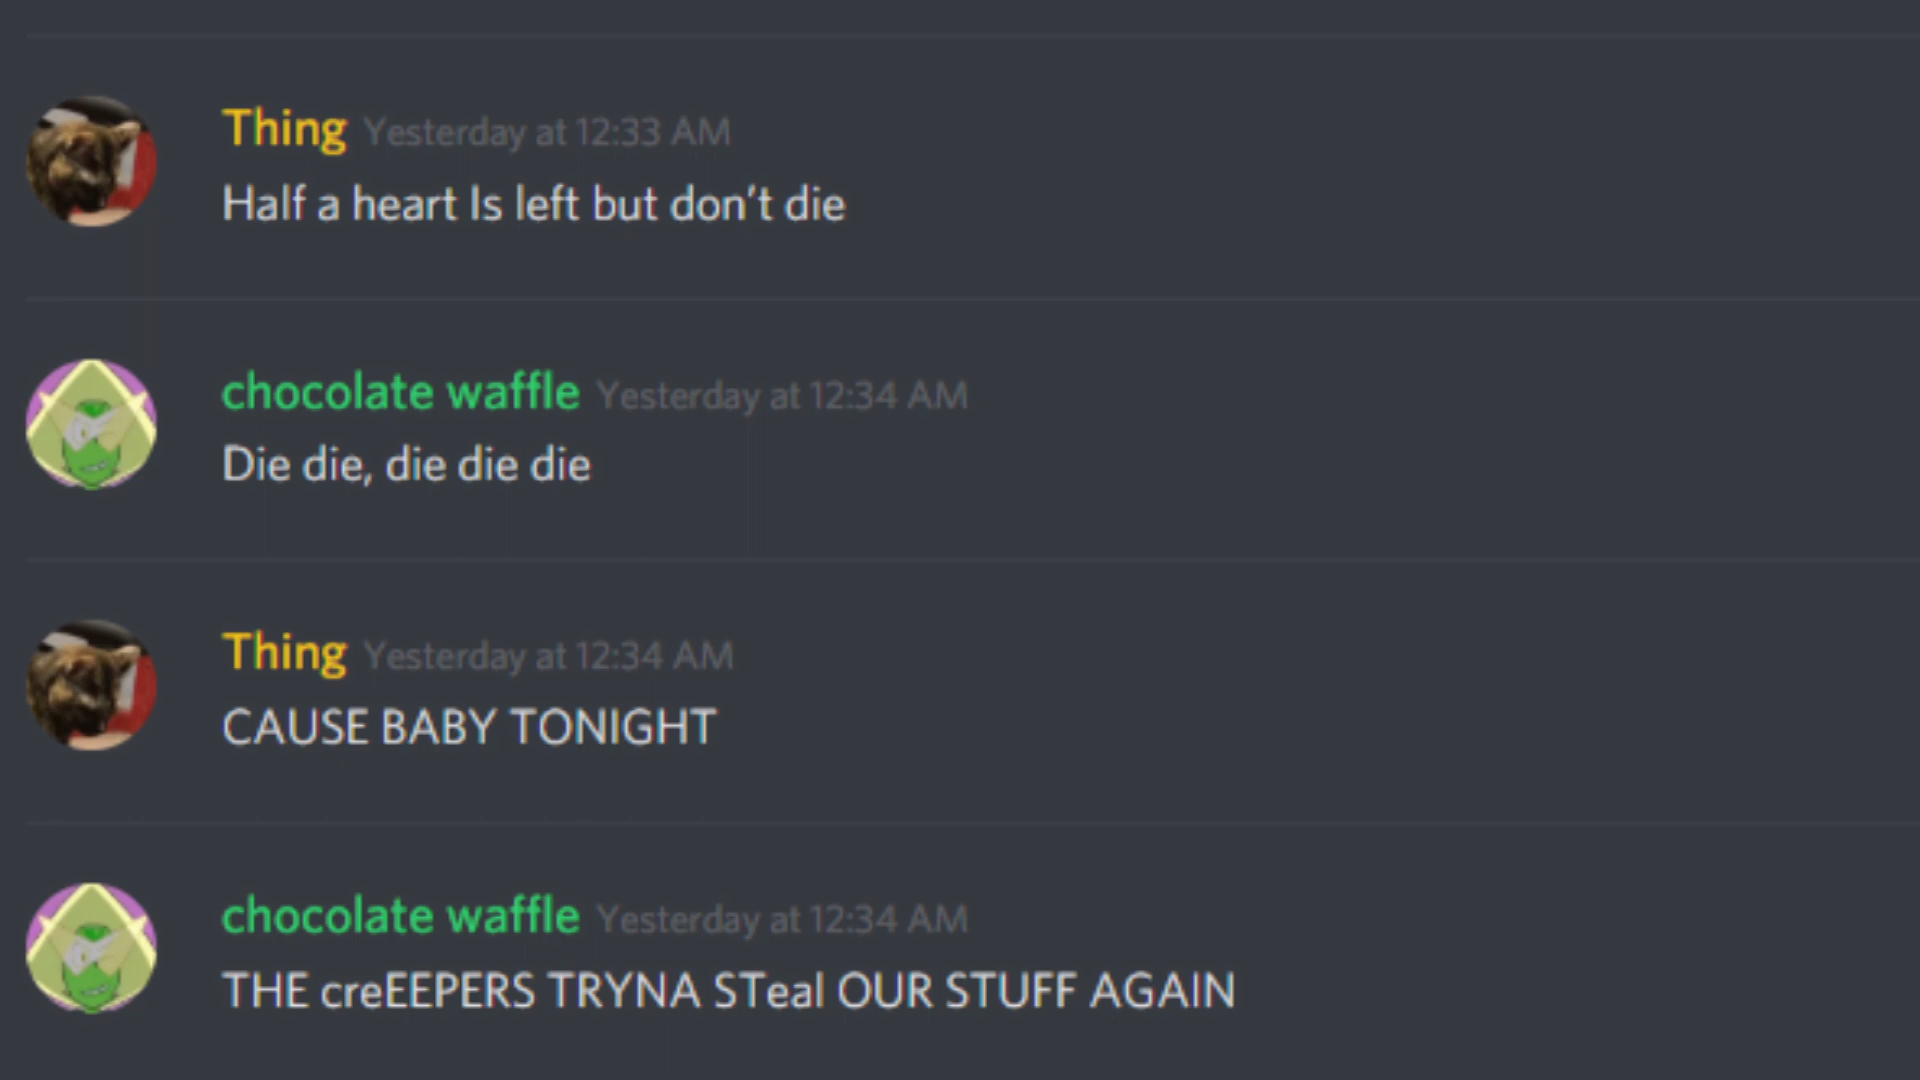 Thing Yesterday at 12:33 AM
Half a heart Is left but don't die
chocolate waffle Yesterday at 12:34 AM
Die die, die die die
Thing Yesterday at 12:34 AM
CAUSE BABY TONIGHT
chocolate waffle Yesterday at 12:34 AM
THE creEEPERS TRYNA STeal OUR STUFF AGAIN